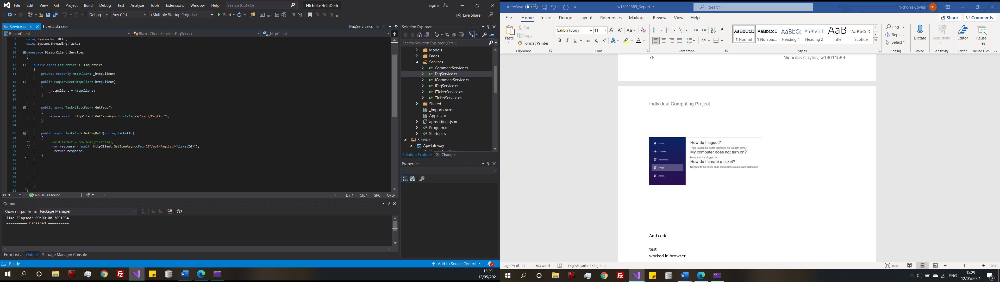 File Edit View Git Project Build Debug Test Analyze Tools Extensions Window Help Search (Ctrl+Q) NicholasHelpDesk Sign in
Debug Any CPU <Multiple Startup Projects> Start Live Share
FaqService.cs TicketList.razor IFaqService.cs
BlazorClient BlazorClient.Services.FaqService _httpClient
7 using System.Net.Http;
8 using System.Threading.Tasks;
9
10 namespace BlazorClient.Services
11 {
12 public class FaqService : IFaqService
13 {
14 private readonly HttpClient _httpClient;
15 public FaqService(HttpClient httpClient)
16 {
17 _httpClient = httpClient;
18 }
19
20 public async Task<List<Faq>> GetFaqs()
21 {
22 return await _httpClient.GetJsonAsync<List<Faq>>("/api/Faqlist");
23 }
24
25 public async Task<Faq> GetFaqById(string ticketId)
26 {
27 /* Guid ticket = new Guid(ticketId);
28 */ var response = await _httpClient.GetJsonAsync<Faq>($"/api/Faqlist/{ticketId}");
29 return response;
30 }
31
32
33
34
35
36
37 }
38 }
80 % No issues found Ln: 1 Ch: 1 SPC CRLF
Output
Show output from: Package Manager
Time Elapsed: 00:00:00.3691934
========== Finished ==========
Error List ... Output Package Manager Console
Ready Add to Source Control 2
Solution Explorer
Search Solution Explorer (Ctrl+;)
Models
Pages
Services
C# CommentService.cs
C# FaqService.cs
C# ICommentService.cs
C# IFaqService.cs
C# ITicketService.cs
C# TicketService.cs
Shared
_Imports.razor
App.razor
appsettings.json
C# Program.cs
C# Startup.cs
Services
ApiGateway
Connected Services
Solution Explorer Git Changes
Properties
15:29
12/05/2021
AutoSave Off w18011589_Report Search Nicholas Coyles NC
File Home Insert Design Layout References Mailings Review View Help Share Comments
Paste Cut
Copy
Format Painter
Clipboard
Calibri (Body) 11 Aa
B I U ab x2 x2 A A
Font
Paragraph
AaBbCcD AaBbCcD AaBbCc AaBbCcD AaB AaBbCcD
¶ Normal ¶ No Spac... Heading 1 Heading 2 Title Subtitle
Styles
Find
Replace
Select
Editing
Dictate
Voice
Sensitivity
Sensitivity
Editor
Editor
Reuse Files
Reuse Files
78 Nicholas Coyles, w18011589
Individual Computing Project
Home
Counter
Fetch data
FAQs
Admin
How do I logout?
There is a log out button located in the top right corner
My computer does not turn on?
Make sure it is plugged in
How do I create a ticket?
Navigate to the tickets page and click the create new ticket button.
Add code
test
worked in browser
Page 79 of 127 28503 words English (United Kingdom) Focus 100%
ENG 15:29
12/05/2021 3